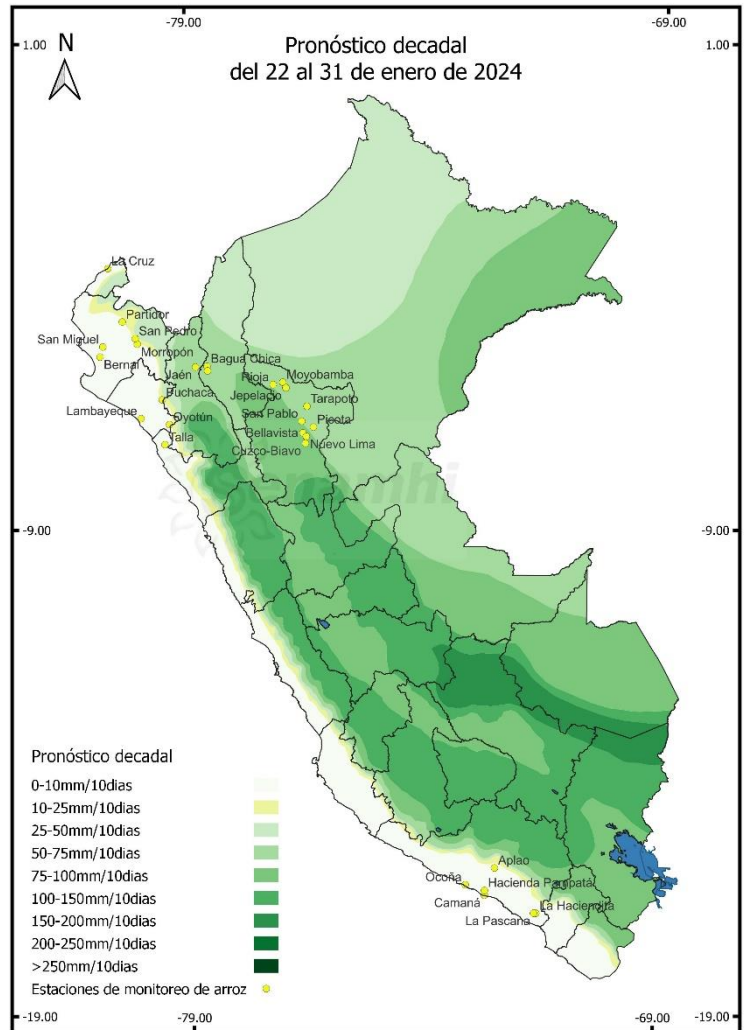 -79.00
-69.00
1.00
1.00
N
Pronóstico decadal
del 22 al 31 de enero de 2024
La Cruz
Partidor
San Pedro
San Miguel
Morropón
Bernal
Jaén
Bagua Chica
Rioja
Moyobamba
Puchaca
Jepelacio
Tarapoto
Lambayeque
Oyotún
San Pablo
Picota
Talla
Bellavista
Nuevo Lima
Cuzco-Biavo
senamhi
-9.00
-9.00
Pronóstico decadal
0-10mm/10dias
10-25mm/10dias
25-50mm/10dias
50-75mm/10dias
75-100mm/10dias
100-150mm/10dias
150-200mm/10dias
200-250mm/10dias
>250mm/10dias
Estaciones de monitoreo de arroz
Aplao
Ocoña
Hacienda Pampatá
Camaná
La Haciendita
La Pascana
-19.00
-19.00
-79.00
-69.00